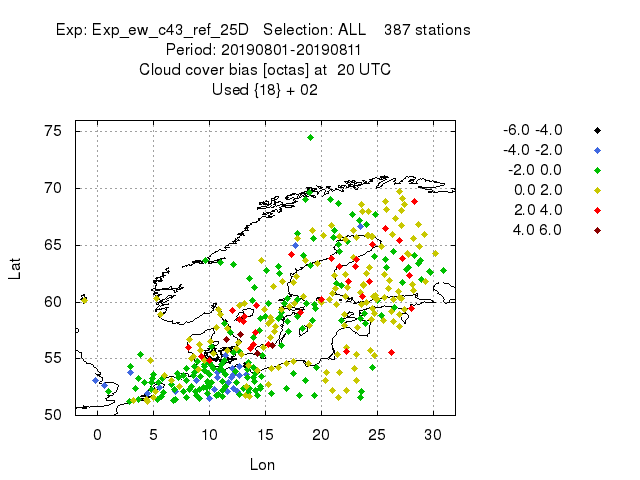 Exp: Exp_ew_c43_ref_25D Selection: ALL 387 stations
Period: 20190801-20190811
Cloud cover bias [octas] at 20 UTC
Used {18} + 02
-6.0 -4.0
-4.0 -2.0
-2.0 0.0
0.0 2.0
2.0 4.0
4.0 6.0
Lat
75
70
65
60
55
50
0 5 10 15 20 25 30
Lon